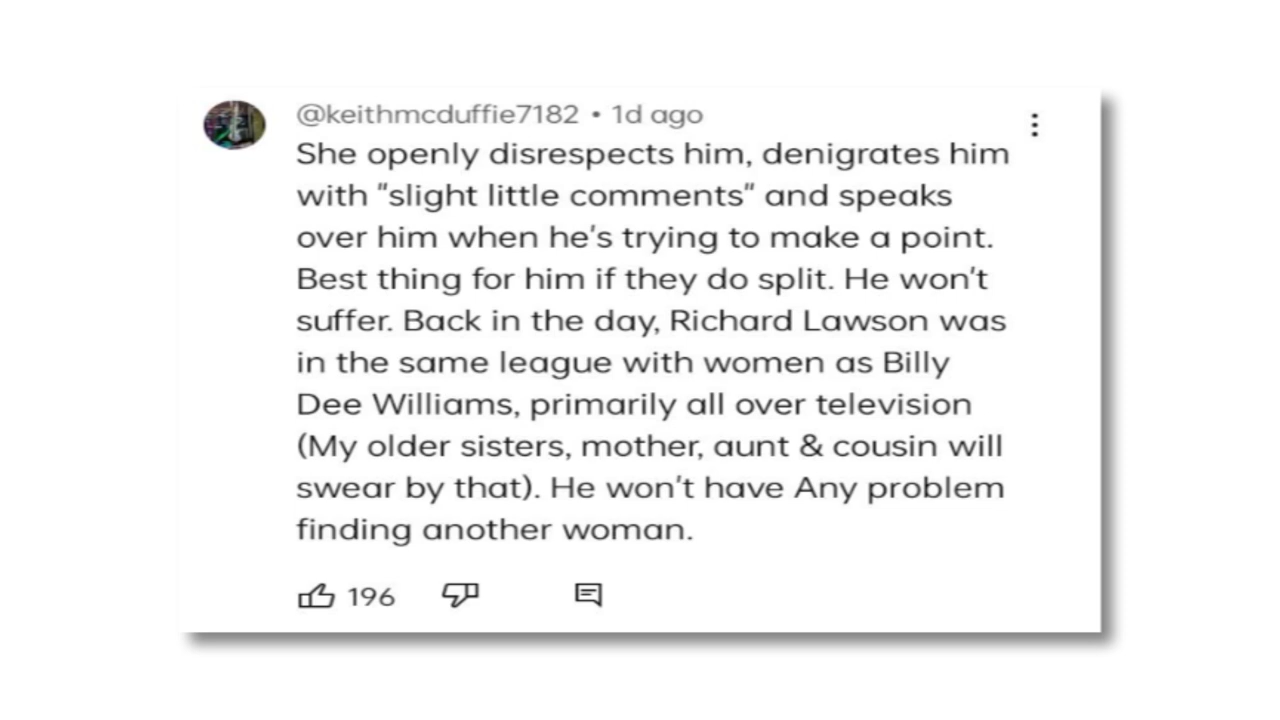 @keithmcduffie7182 • 1d ago
She openly disrespects him, denigrates him
with "slight little comments" and speaks
over him when he's trying to make a point.
Best thing for him if they do split. He won't
suffer. Back in the day, Richard Lawson was
in the same league with women as Billy
Dee Williams, primarily all over television
(My older sisters, mother, aunt & cousin will
swear by that). He won't have Any problem
finding another woman.
196